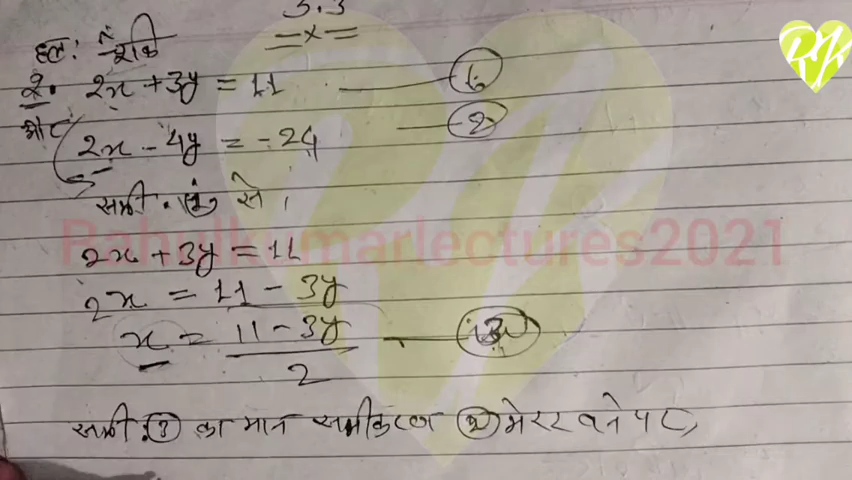 3.3
=×=
हल: कि
2. 2x + 3y = 11 ——— (i)
और
2x - 4y = -24 —— (2)
समी. (1) से,
2x + 3y = 11
2x = 11 - 3y
x = 11 - 3y / 2 ——— (3)
समी. (3) का मान समीकरण (2) मे रखने पर,
Rahulkumarlectures2021
RK